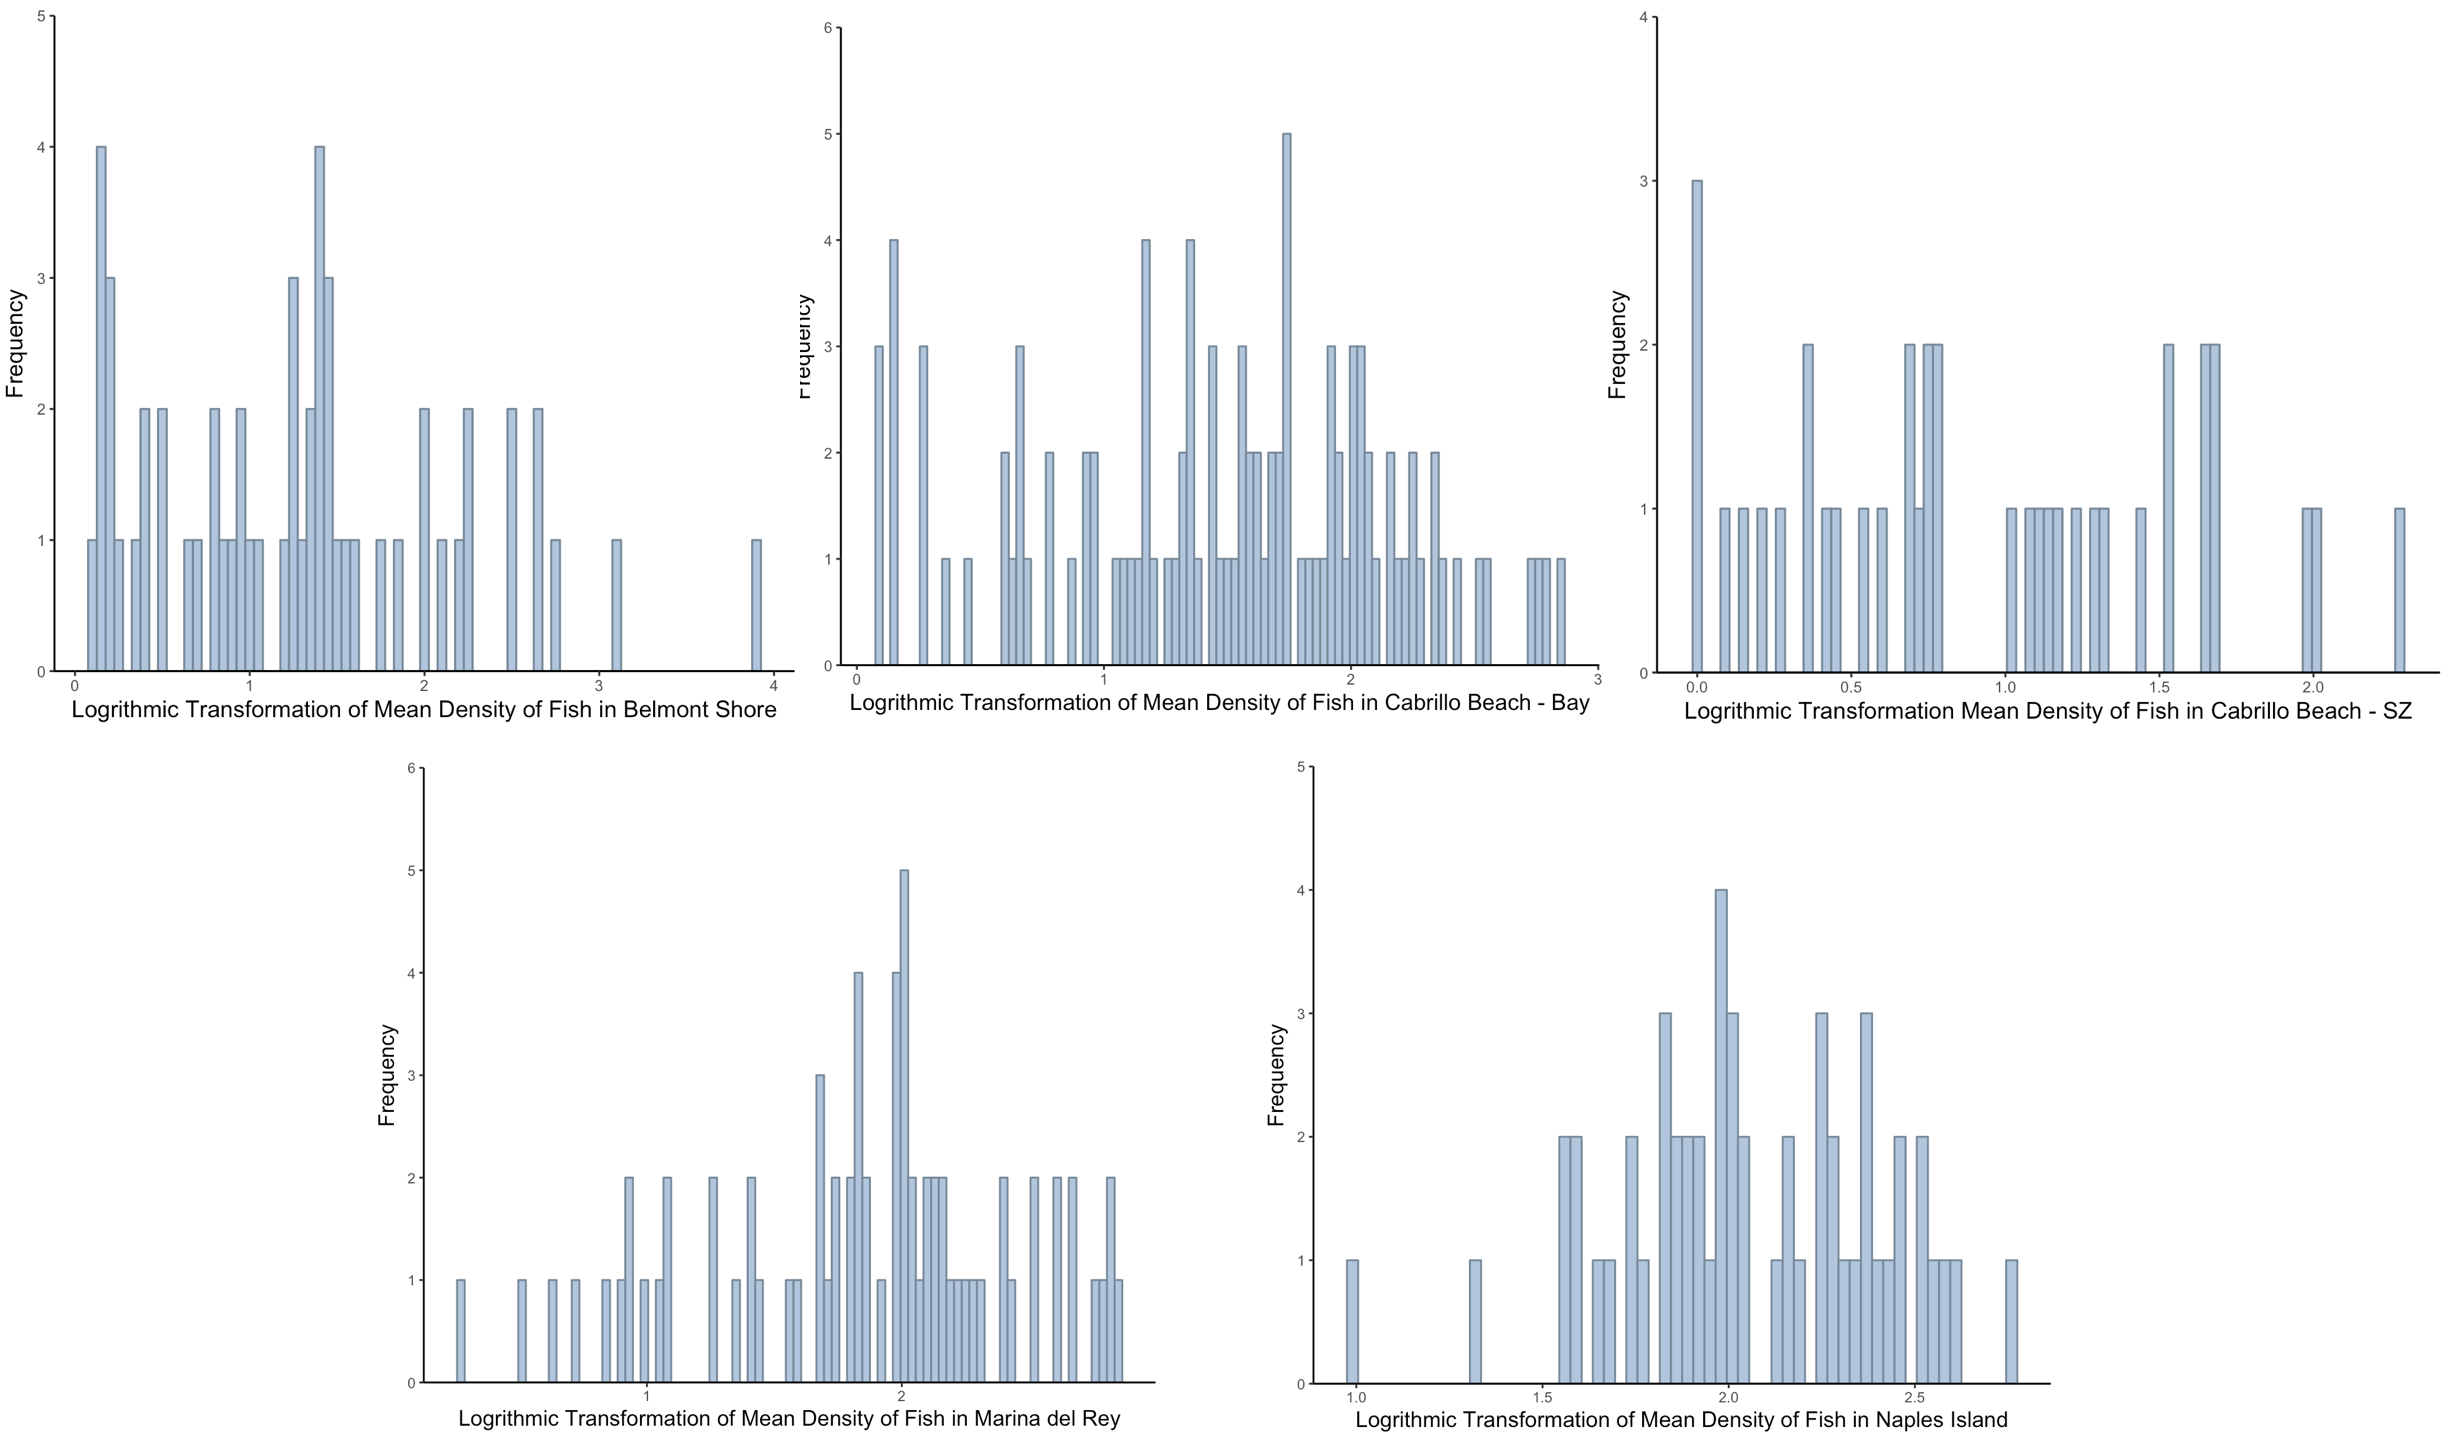 5
4
3
2
1
0
Frequency
0 1 2 3 4
Logrithmic Transformation of Mean Density of Fish in Belmont Shore
6
5
4
3
2
1
0
Frequency
0 1 2 3
Logrithmic Transformation of Mean Density of Fish in Cabrillo Beach - Bay
4
3
2
1
0
Frequency
0.0 0.5 1.0 1.5 2.0
Logrithmic Transformation Mean Density of Fish in Cabrillo Beach - SZ
6
5
4
3
2
1
0
Frequency
1 2
Logrithmic Transformation of Mean Density of Fish in Marina del Rey
5
4
3
2
1
0
Frequency
1.0 1.5 2.0 2.5
Logrithmic Transformation of Mean Density of Fish in Naples Island